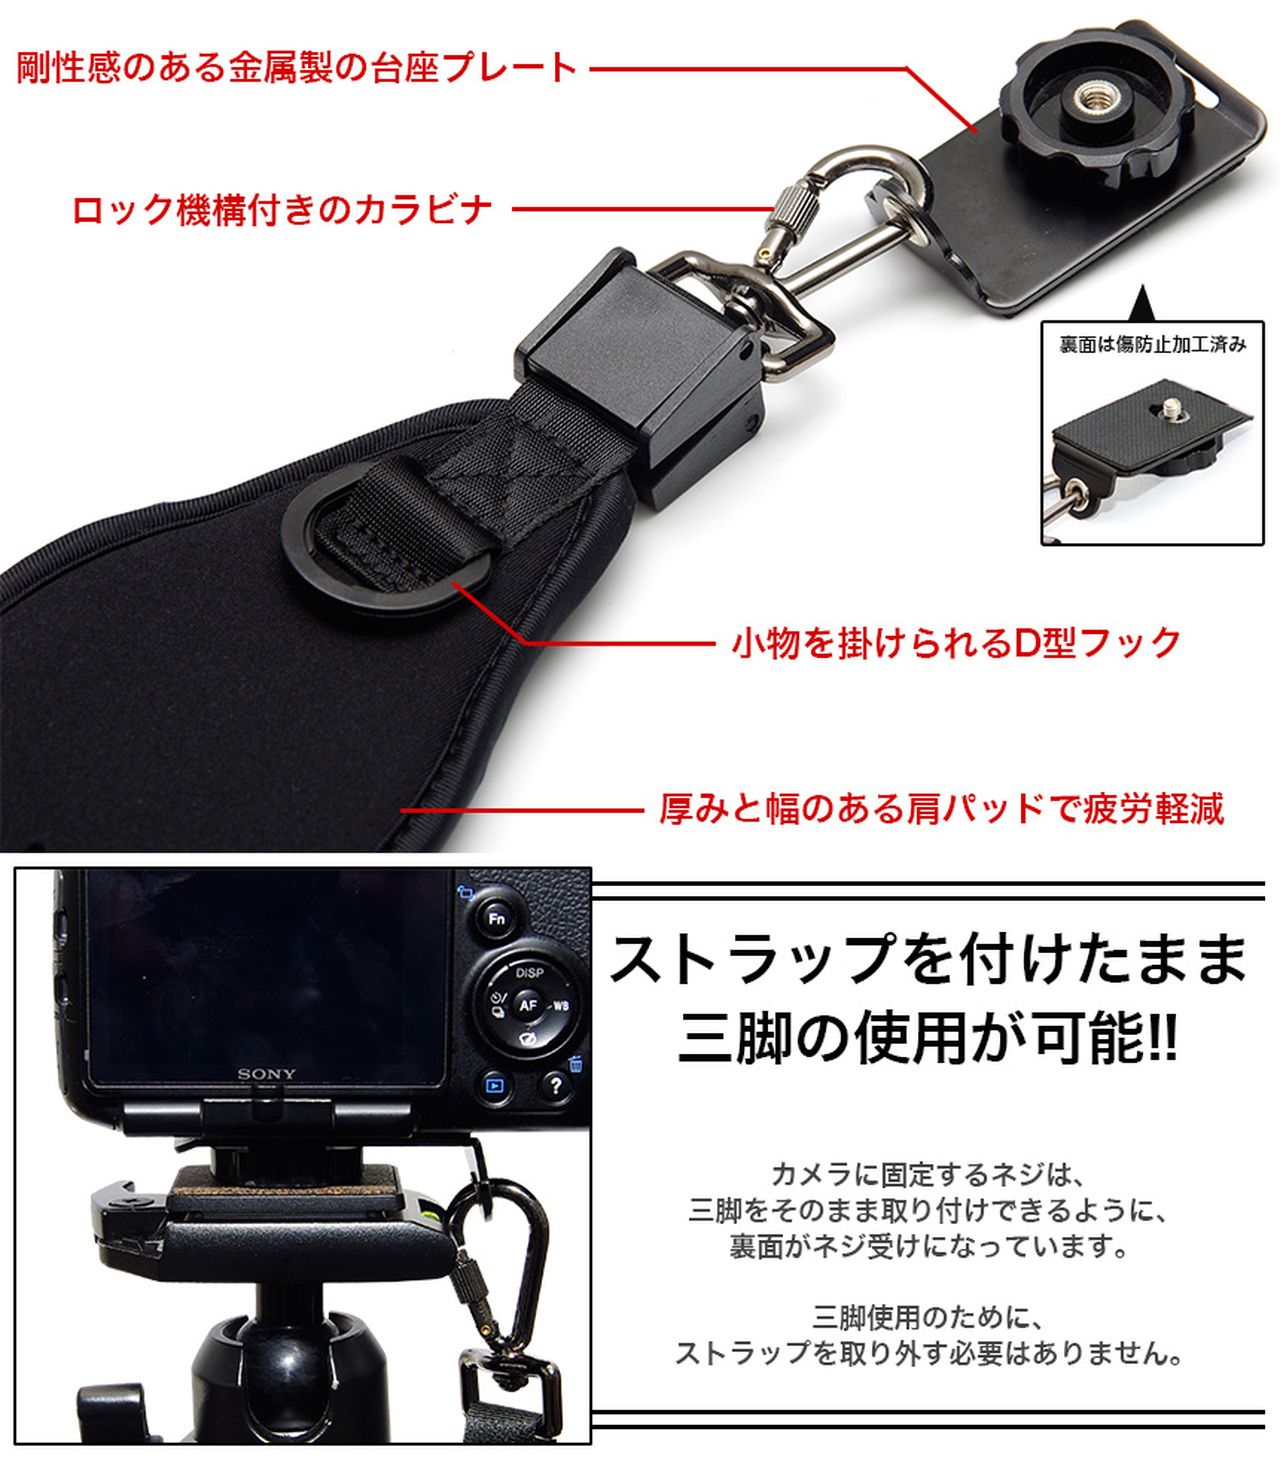 剛性感のある金属製の台座プレート
ロック機構付きのカラビナ
裏面は傷防止加工済み
小物を掛けられるD型フック
厚みと幅のある肩パッドで疲労軽減
Fn
DISP
AF
WB
?
SONY
ストラップを付けたまま
三脚の使用が可能!!
カメラに固定するネジは、
三脚をそのまま取り付けできるように、
裏面がネジ受けになっています。
三脚使用のために、
ストラップを取り外す必要はありません。